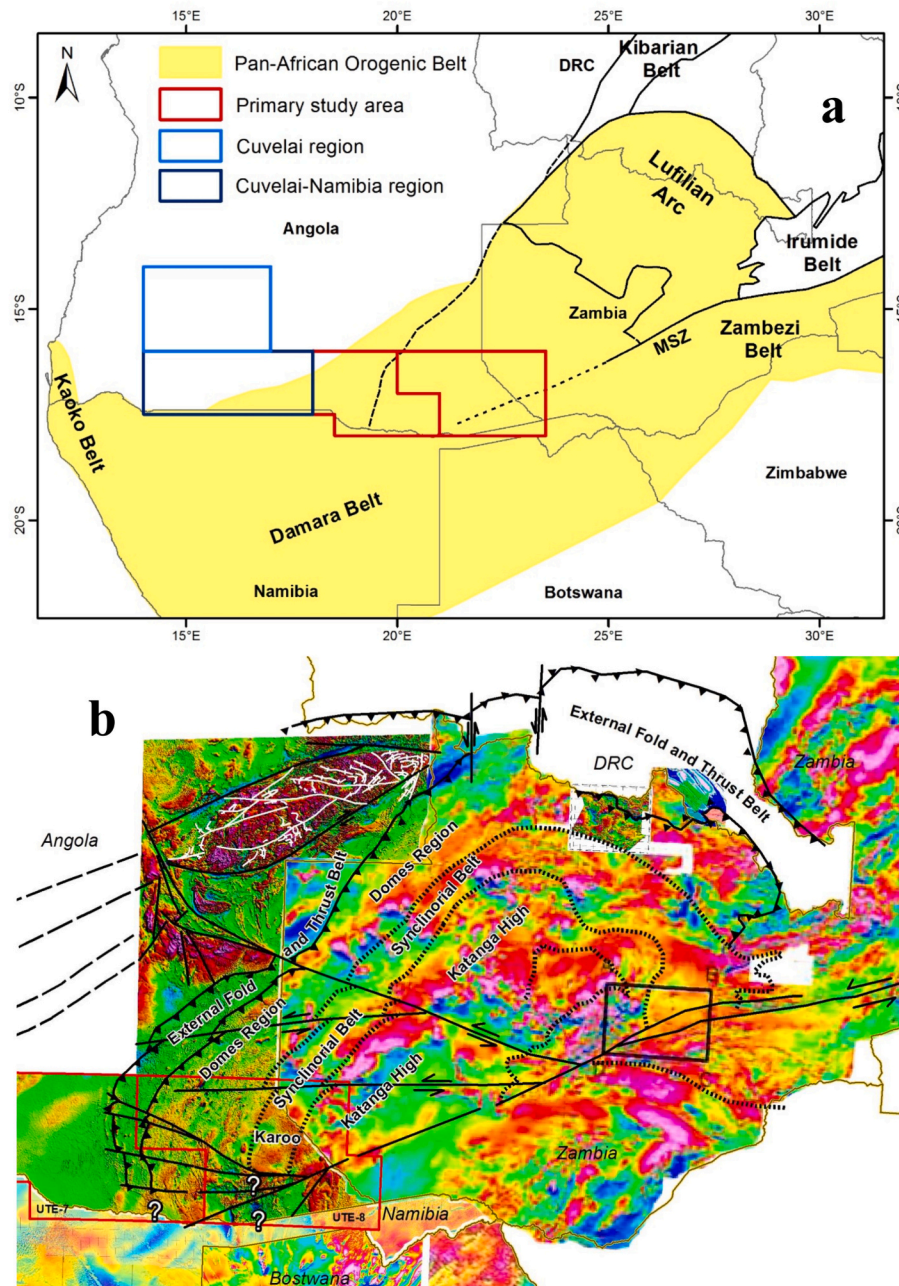 15°E
20°E
25°E
30°E
N
Pan-African Orogenic Belt
Primary study area
Cuvelai region
Cuvelai-Namibia region
DRC
Kibarian
Belt
a
10°S
10°S
Lufilian
Arc
Angola
Irumide
Belt
15°S
15°S
Zambia
MSZ
Zambezi
Belt
Kaoko Belt
Zimbabwe
Damara Belt
20°S
20°S
Namibia
Botswana
15°E
20°E
25°E
30°E
b
External Fold and Thrust Belt
DRC
Zambia
Angola
Domes Region
Synclinorial Belt
Katanga High
External Fold
and Thrust Belt
Domes Region
Synclinorial Belt
Katanga High
Karoo
Zambia
?
?
UTE-7
UTE-8
Namibia
Bostwana